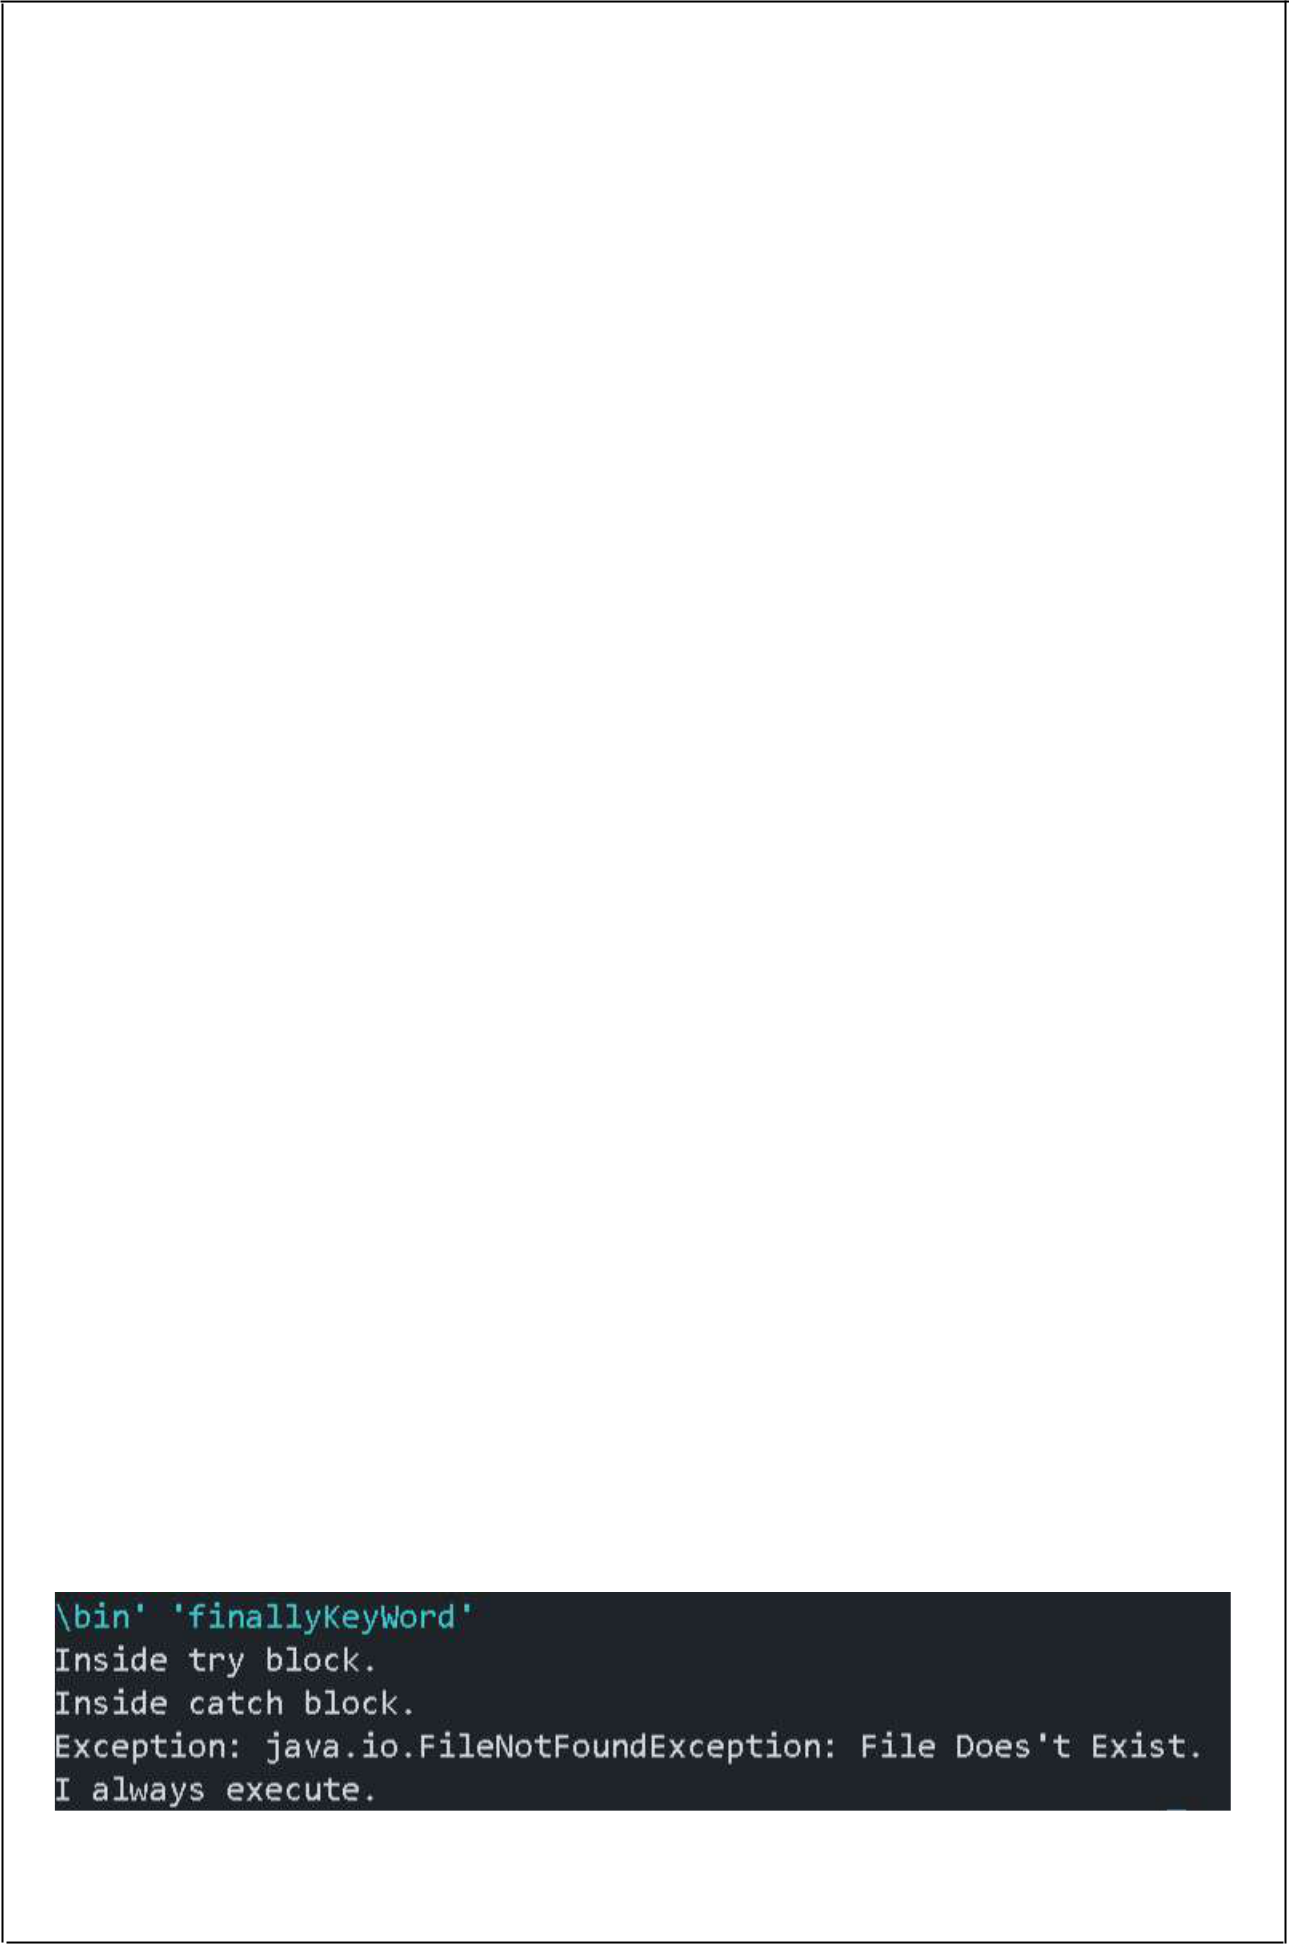 \bin' 'finallyKeyWord'
Inside try block.
Inside catch block.
Exception: java.io.FileNotFoundException: File Does't Exist.
I always execute.